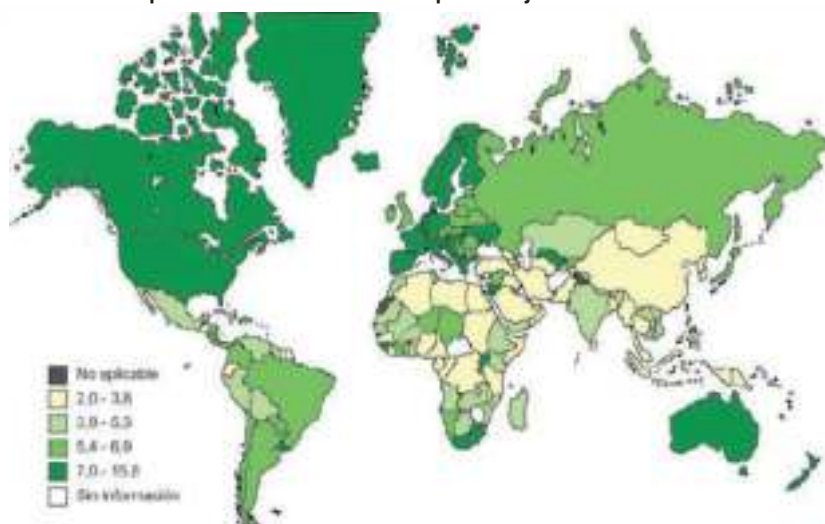 No aplicable
2,0 - 3,8
3,9 - 5,3
5,4 - 6,9
7,0 - 15,8
Sin información